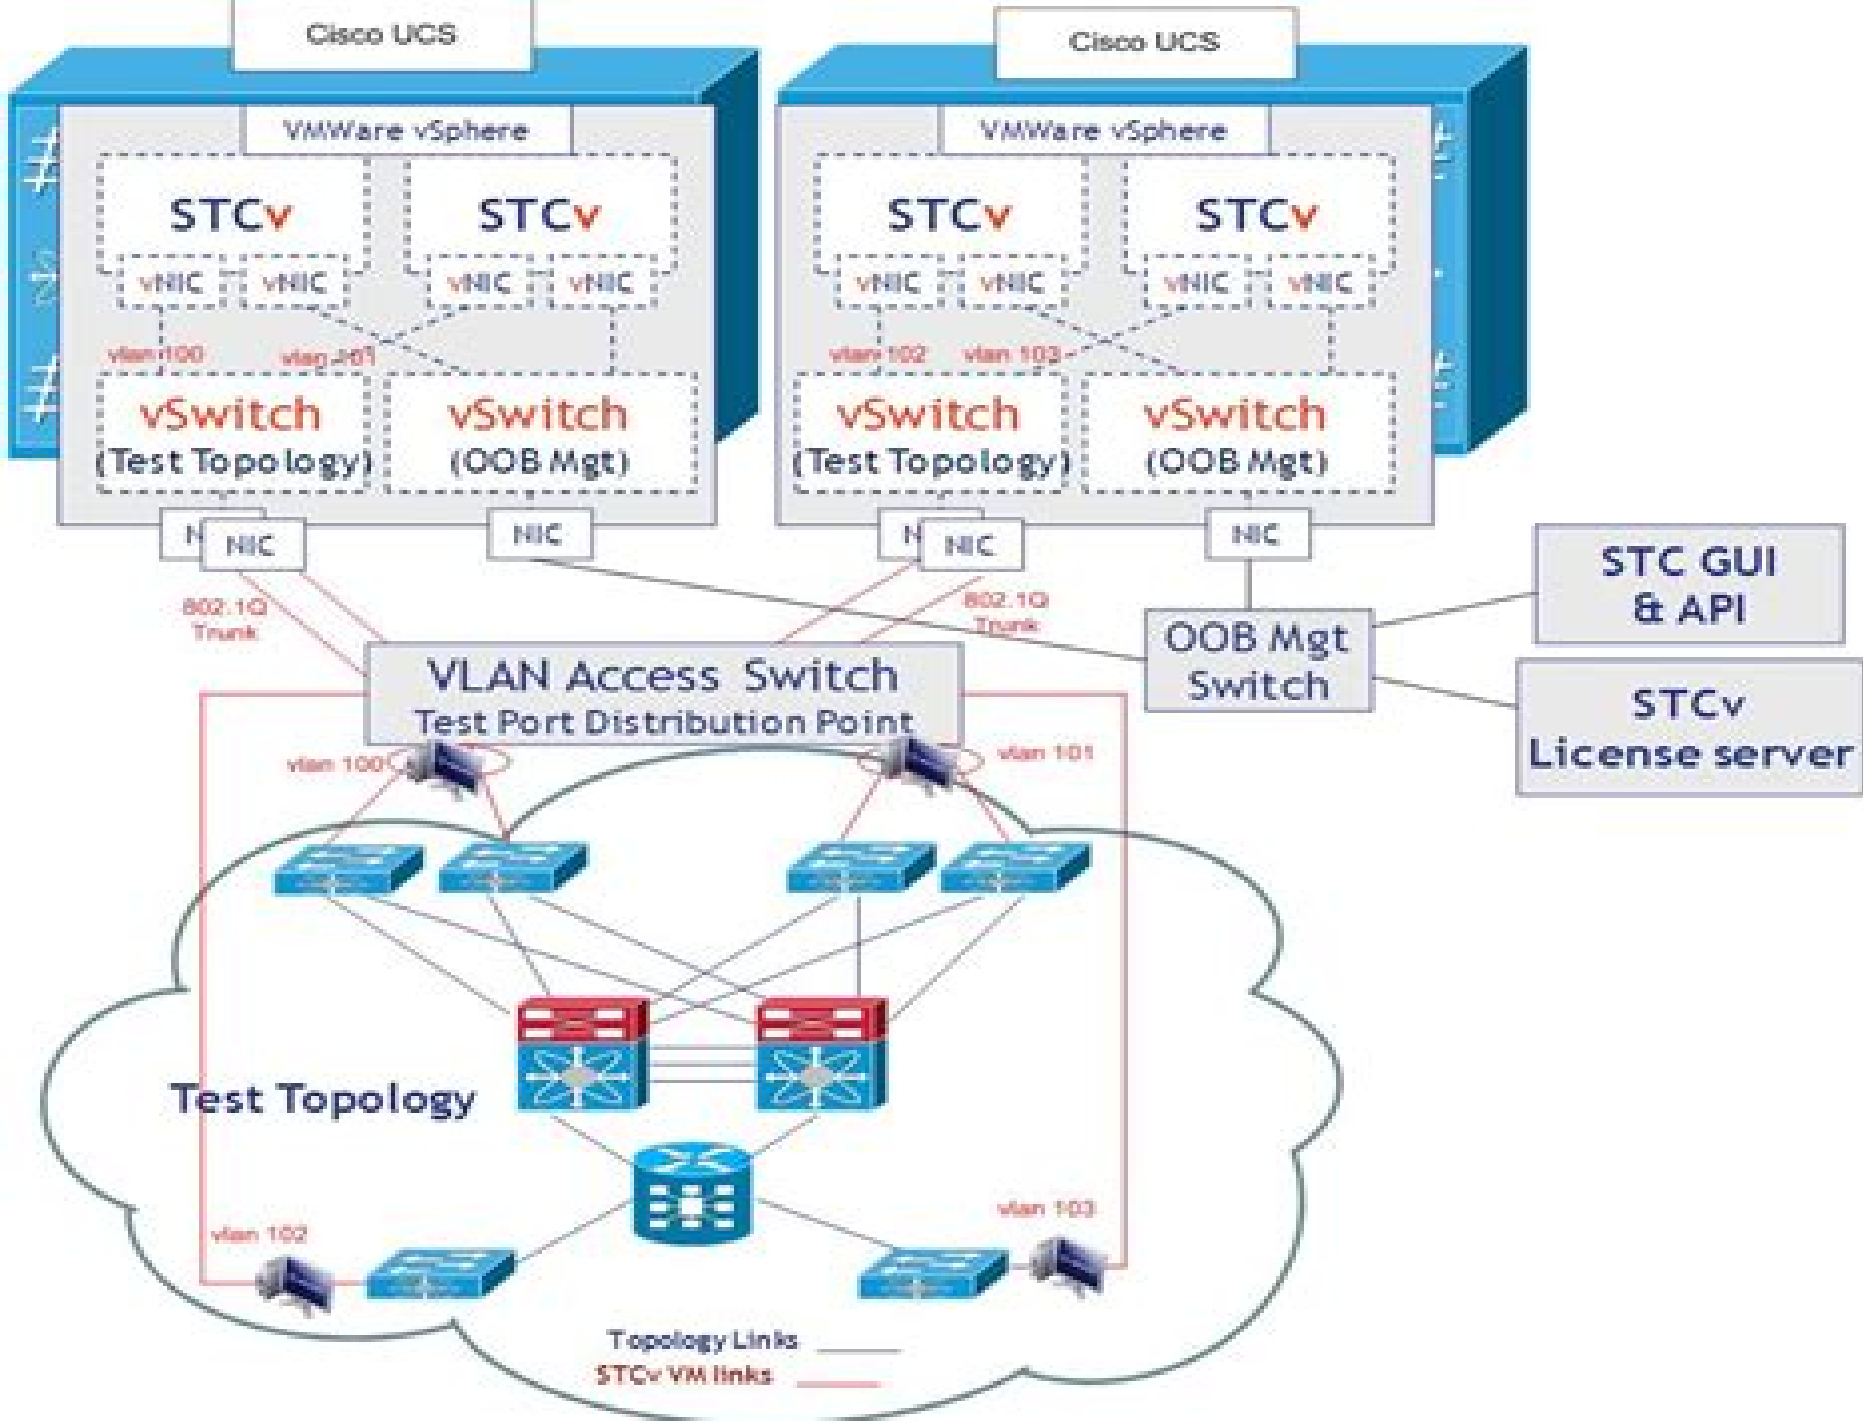 Cisco UCS
Cisco UCS
VMWare vSphere
VMWare vSphere
STCv
STCv
STCv
STCv
vNIC
vNIC
vNIC
vNIC
vNIC
vNIC
vNIC
vNIC
vlan 100
vlan 101
vlan 102
vlan 103
vSwitch
(Test Topology)
vSwitch
(OOB Mgt)
vSwitch
(Test Topology)
vSwitch
(OOB Mgt)
N
NIC
NIC
N
NIC
NIC
STC GUI
& API
802.1Q
Trunk
802.1Q
Trunk
OOB Mgt
Switch
VLAN Access Switch
Test Port Distribution Point
STCv
License server
vlan 100
vlan 101
Test Topology
vlan 102
vlan 103
Topology Links
STCv VM links